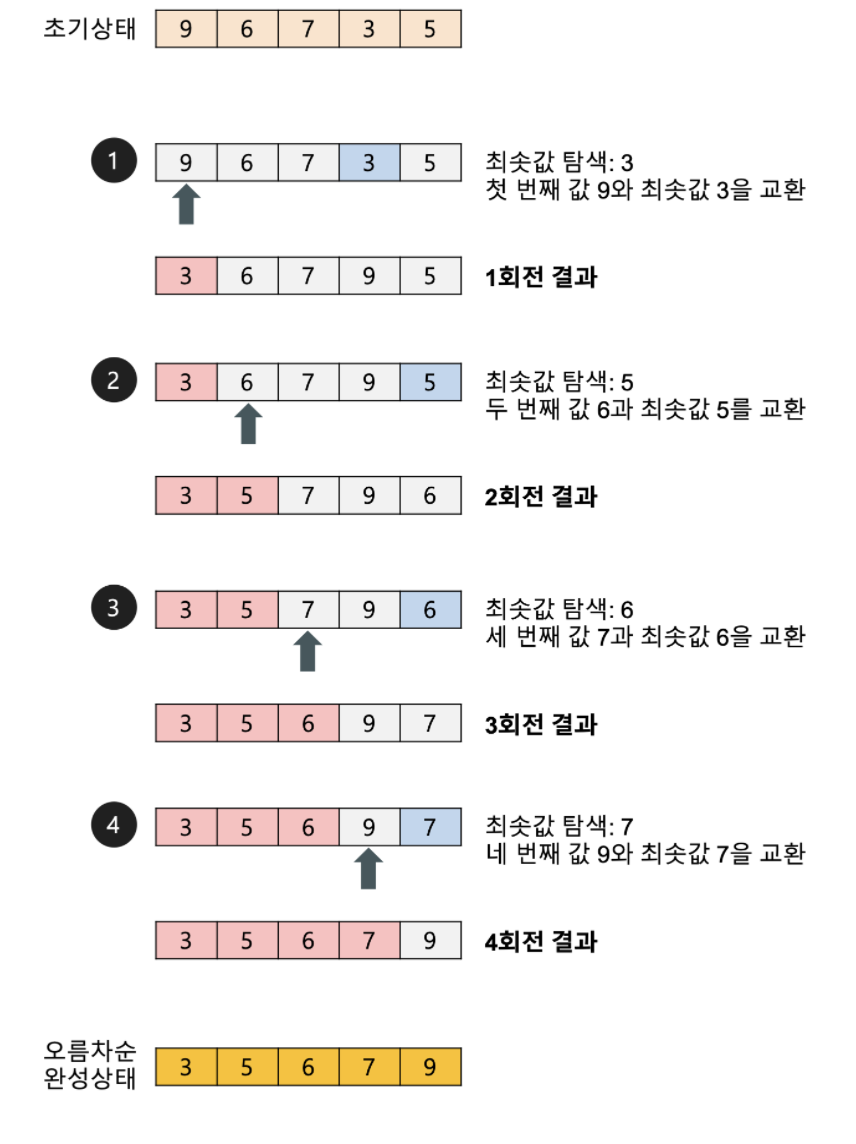 초기상태 9 6 7 3 5
1 9 6 7 3 5 최솟값 탐색: 3
첫 번째 값 9와 최솟값 3을 교환
3 6 7 9 5 1회전 결과
2 3 6 7 9 5 최솟값 탐색: 5
두 번째 값 6과 최솟값 5를 교환
3 5 7 9 6 2회전 결과
3 3 5 7 9 6 최솟값 탐색: 6
세 번째 값 7과 최솟값 6을 교환
3 5 6 9 7 3회전 결과
4 3 5 6 9 7 최솟값 탐색: 7
네 번째 값 9와 최솟값 7을 교환
3 5 6 7 9 4회전 결과
오름차순
완성상태 3 5 6 7 9